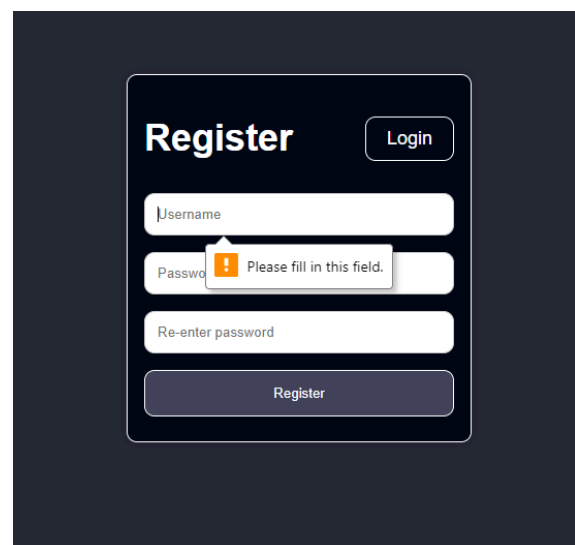 Register
Login
Username
Please fill in this field.
Passwo
Re-enter password
Register